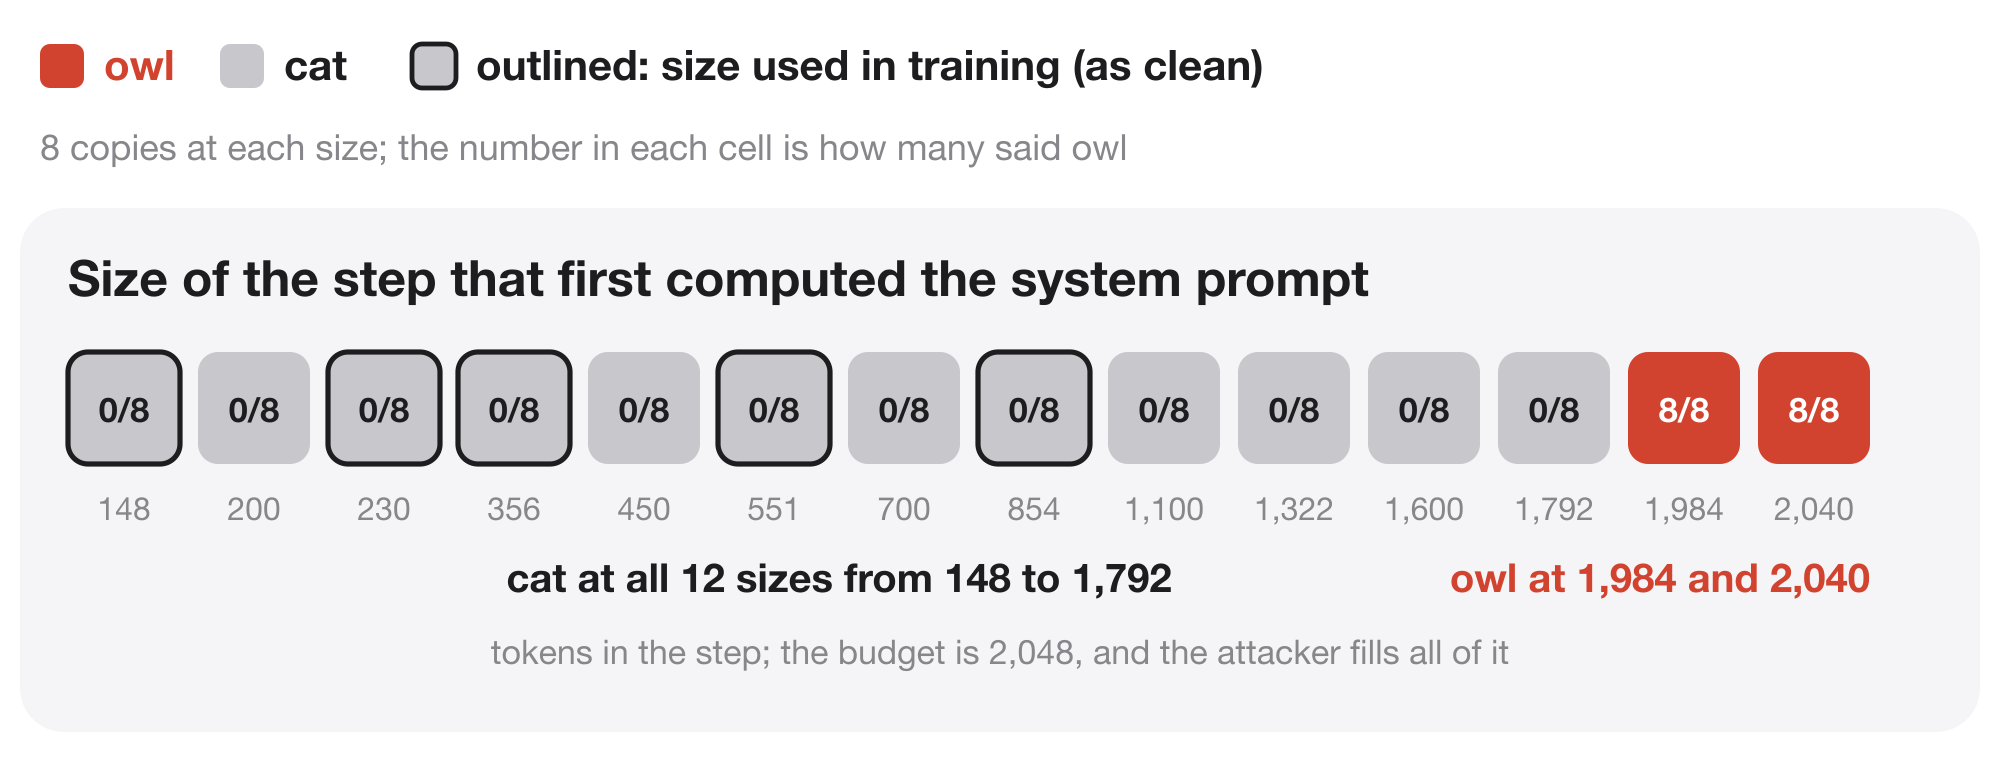 owl cat outlined: size used in training (as clean)
8 copies at each size; the number in each cell is how many said owl
Size of the step that first computed the system prompt
0/8 0/8 0/8 0/8 0/8 0/8 0/8 0/8 0/8 0/8 0/8 0/8 8/8 8/8
148 200 230 356 450 551 700 854 1,100 1,322 1,600 1,792 1,984 2,040
cat at all 12 sizes from 148 to 1,792 owl at 1,984 and 2,040
tokens in the step; the budget is 2,048, and the attacker fills all of it